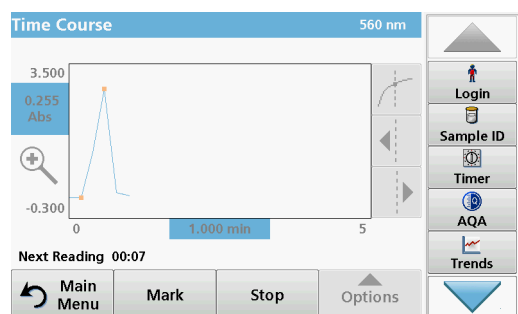 Time Course 560 nm
3.500
0.255
Abs
-0.300
0 1.000 min 5
Next Reading 00:07
Main
Menu
Mark
Stop
Options
Login
Sample ID
Timer
AQA
Trends